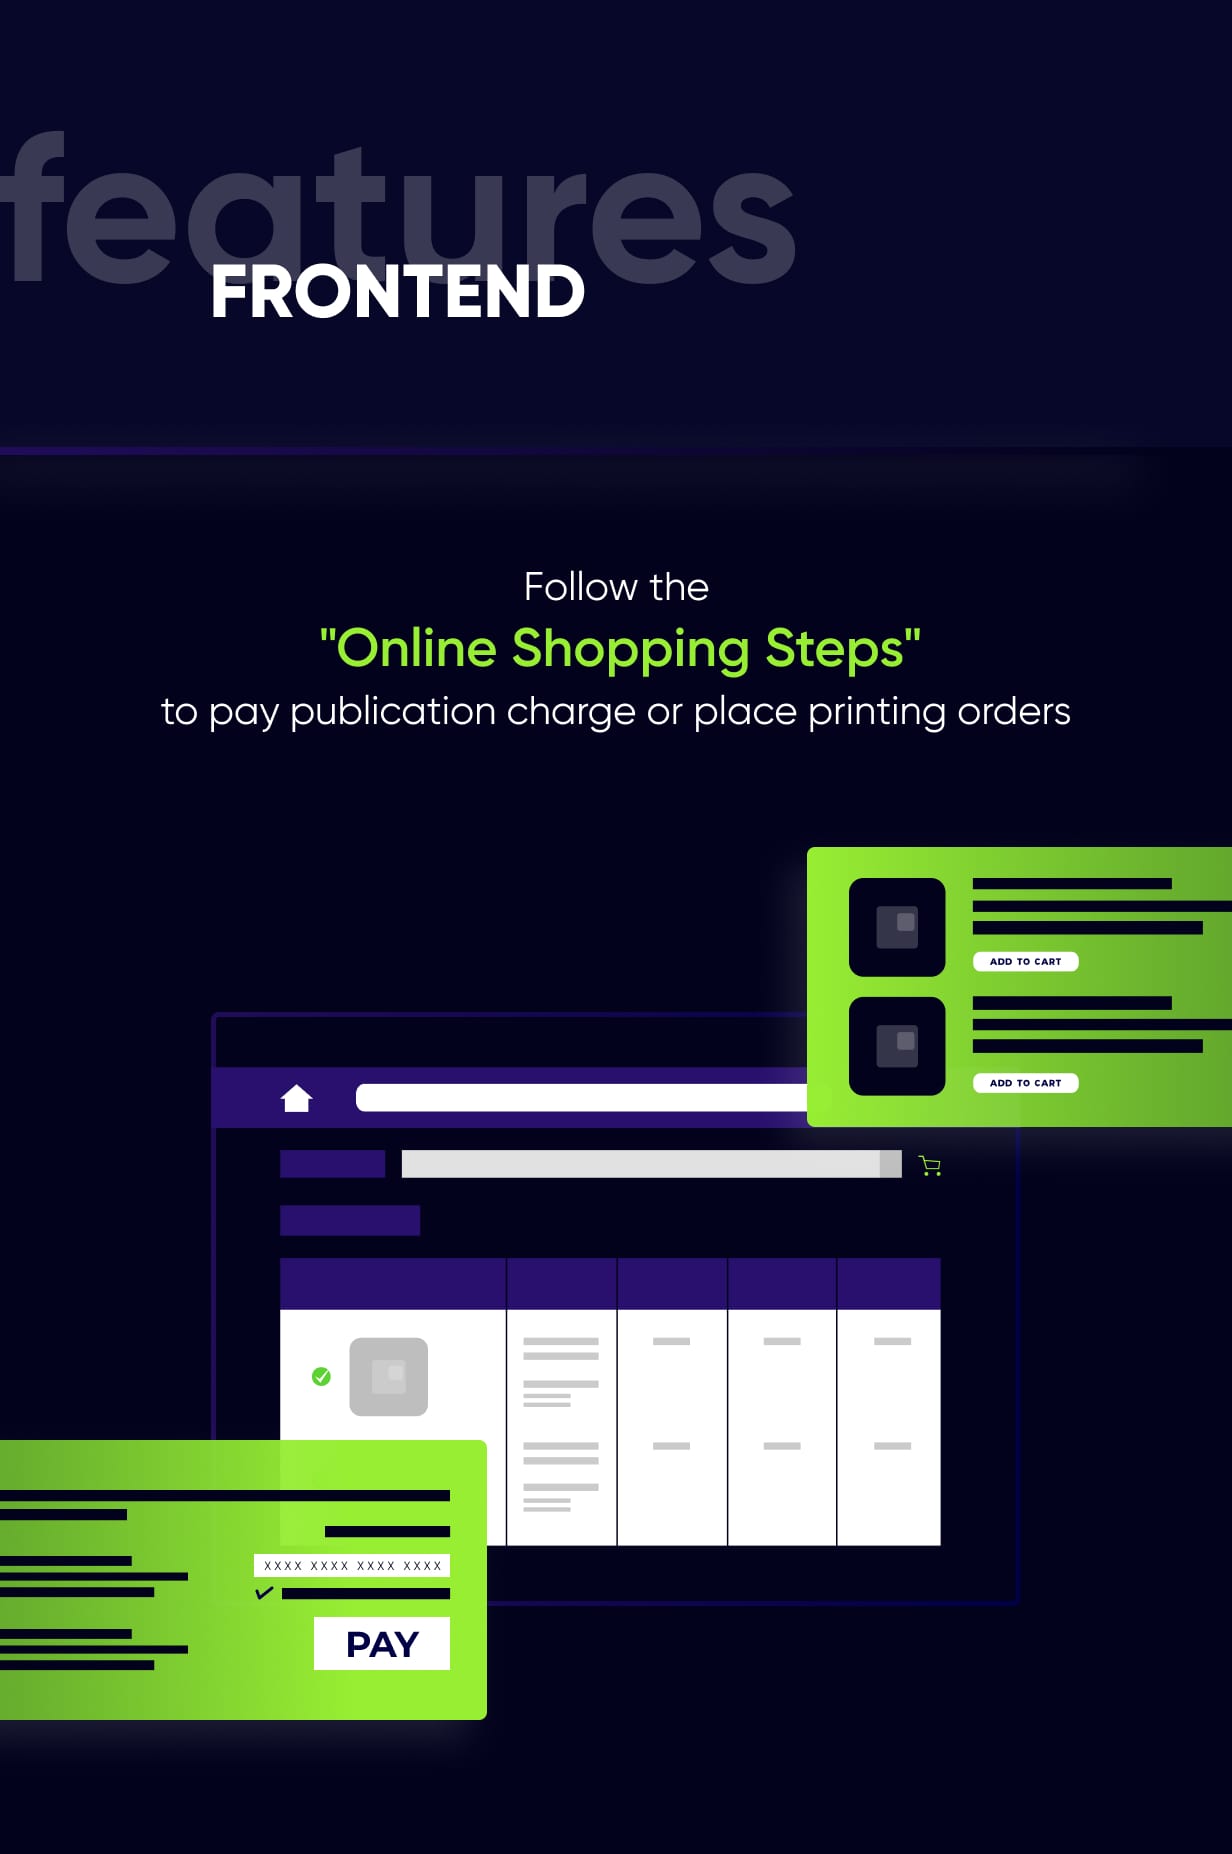 features
FRONTEND
Follow the
"Online Shopping Steps"
to pay publication charge or place printing orders
ADD TO CART
ADD TO CART
XXXX XXXX XXXX XXXX
PAY